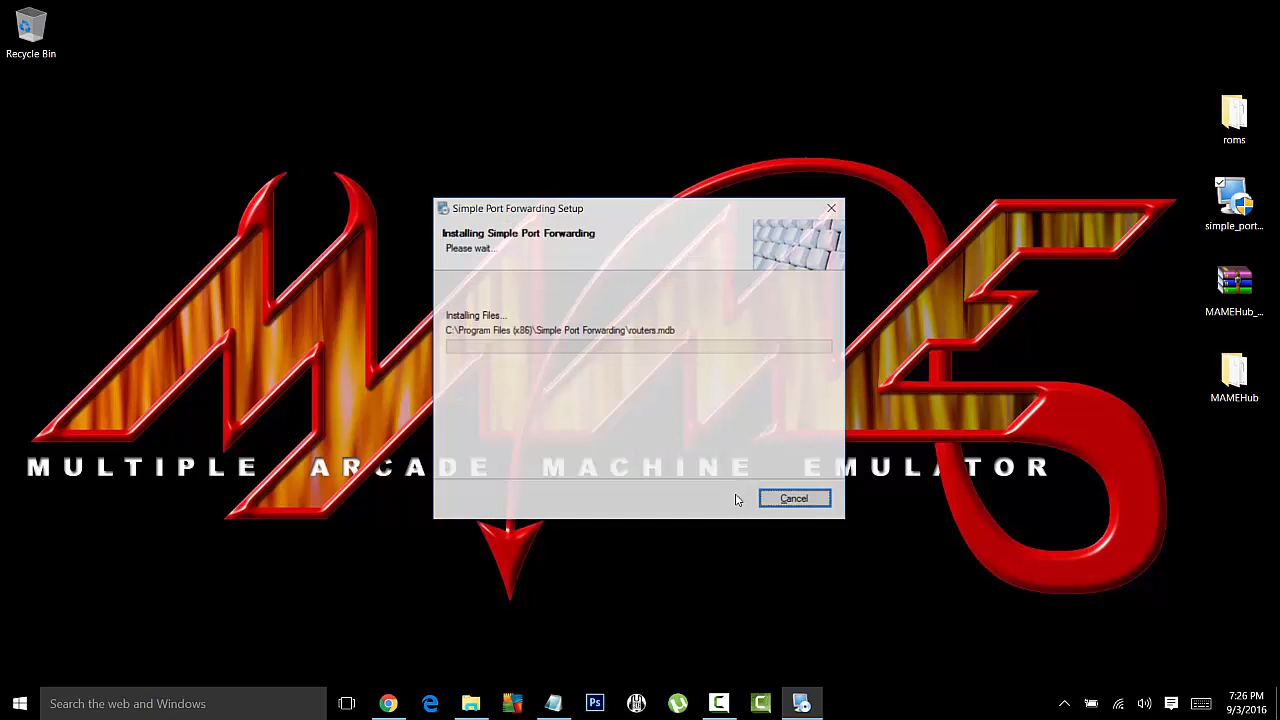 Recycle Bin
roms
simple_port...
MAMEHub_...
MAMEHub
Simple Port Forwarding Setup
Installing Simple Port Forwarding
Please wait...
Installing Files...
C:\Program Files (x86)\Simple Port Forwarding\routers.mdb
Cancel
MAME
MULTIPLE ARCADE MACHINE EMULATOR
Search the web and Windows
Ps
7:26 PM
9/3/2016